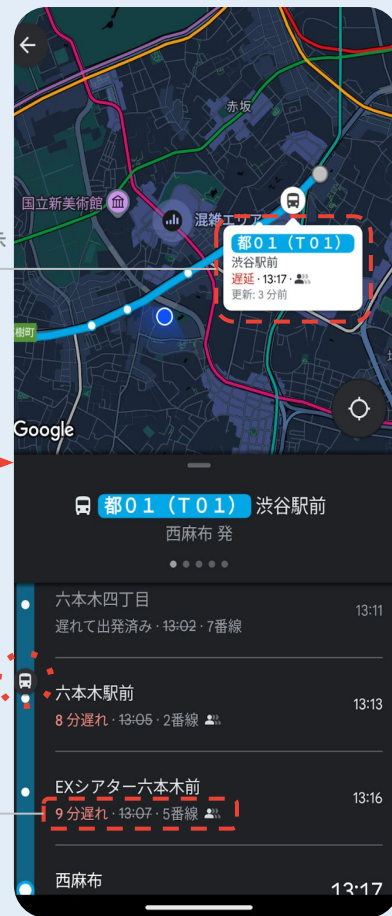 赤坂
国立新美術館
混雑エリア
都01(T01)
渋谷駅前
遅延・13:17・
更新: 3 分前
樹町
Google
都01(T01) 渋谷駅前
西麻布 発
六本木四丁目
13:11
遅れて出発済み・13:02・7番線
六本木駅前
13:13
8 分遅れ・13:05・2番線
EXシアター六本木前
13:16
9 分遅れ・13:07・5番線
西麻布
13:17